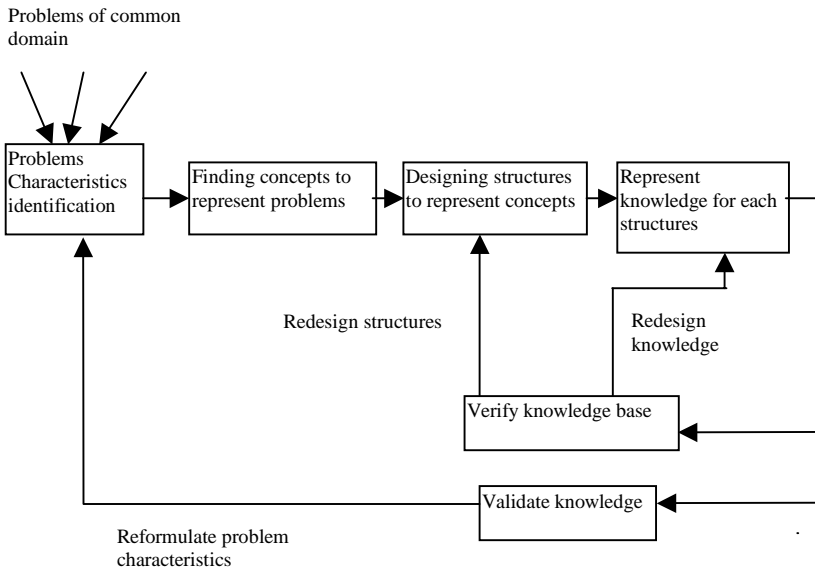 Problems of common
domain
Problems
Characteristics
identification
Finding concepts to
represent problems
Designing structures
to represent concepts
Represent
knowledge for each
structures
Redesign structures
Redesign
knowledge
Verify knowledge base
Validate knowledge
Reformulate problem
characteristics
.